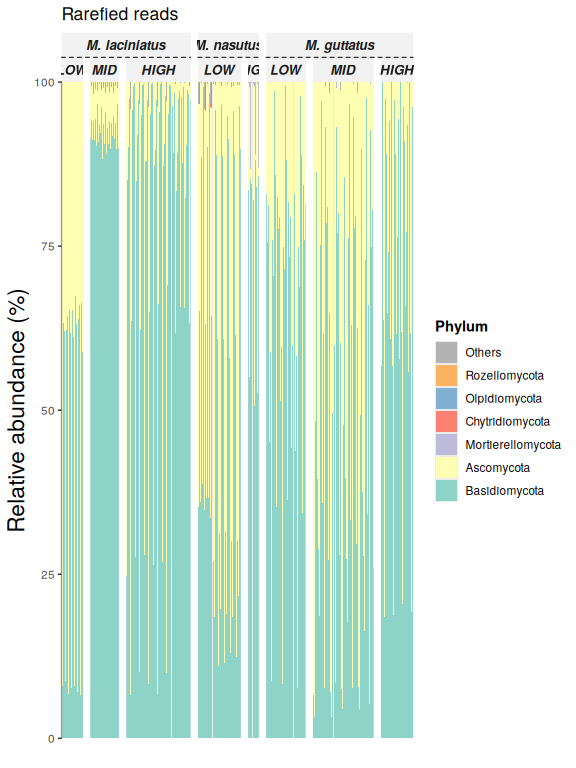 Rarefied reads
M. laciniatus M. nasutus M. guttatus
LOW MID HIGH LOW LOW MID HIGH
100
75
50
25
0
Relative abundance (%)
Phylum
Others
Rozellomycota
Olpidiomycota
Chytridiomycota
Mortierellomycota
Ascomycota
Basidiomycota